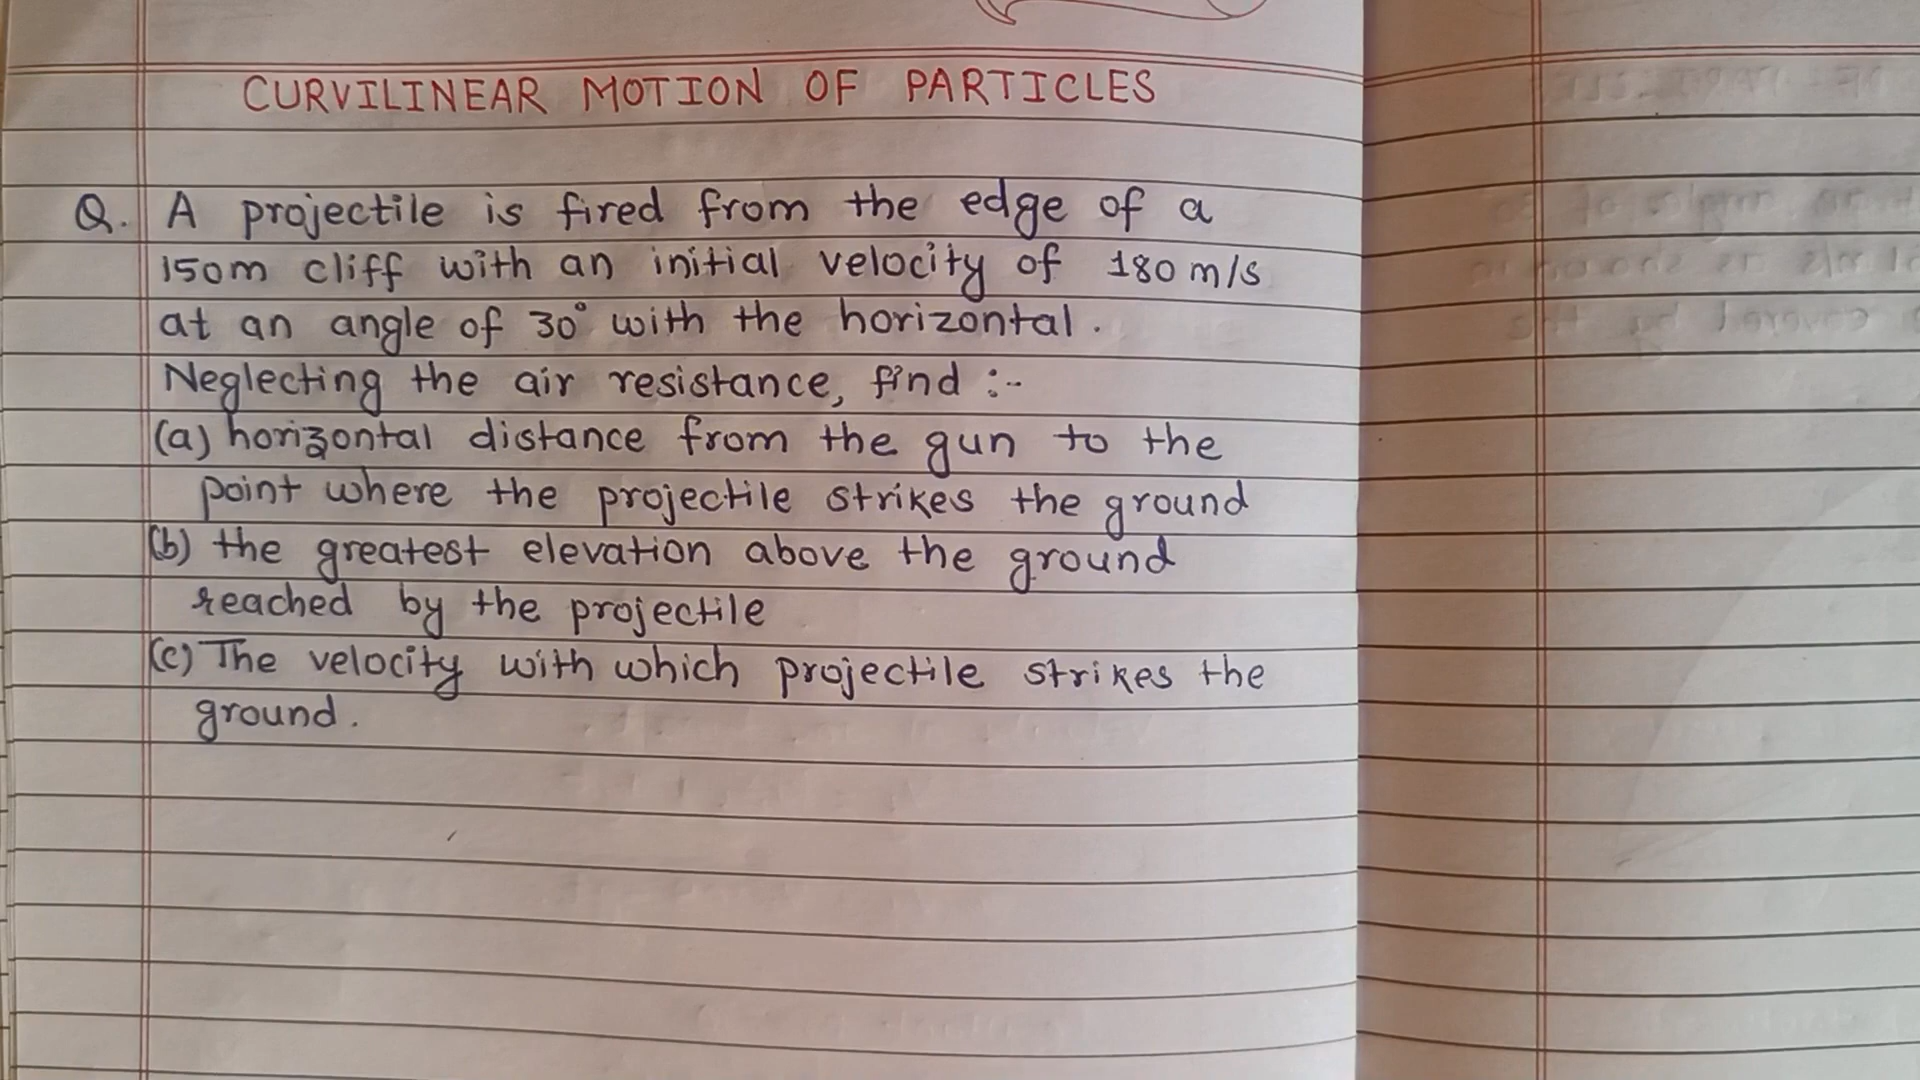 CURVILINEAR MOTION OF PARTICLES
Q. A projectile is fired from the edge of a
150m cliff with an initial velocity of 180 m/s
at an angle of 30° with the horizontal.
Neglecting the air resistance, find :-
(a) horizontal distance from the gun to the
point where the projectile strikes the ground
(b) the greatest elevation above the ground
reached by the projectile
(c) The velocity with which projectile strikes the
ground.